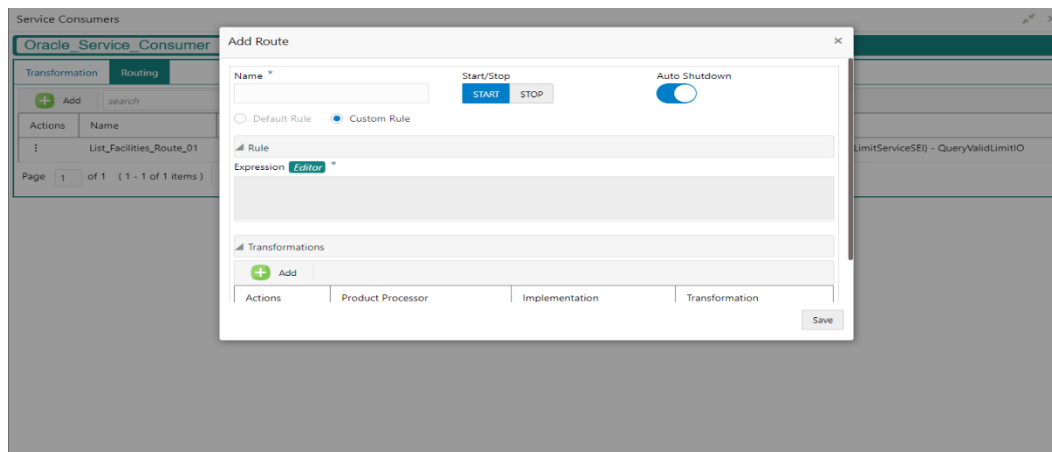 Service Consumers
Oracle_Service_Consumer
Add Route
Transformation Routing
Add search
Actions Name
List_Facilities_Route_01
LimitServiceSEI) - QueryValidLimitIO
Page 1 of 1 ( 1 - 1 of 1 items )
Name * Start/Stop Auto Shutdown
START STOP
Default Rule Custom Rule
Rule
Expression Editor *
Transformations
Add
Actions Product Processor Implementation Transformation
Save